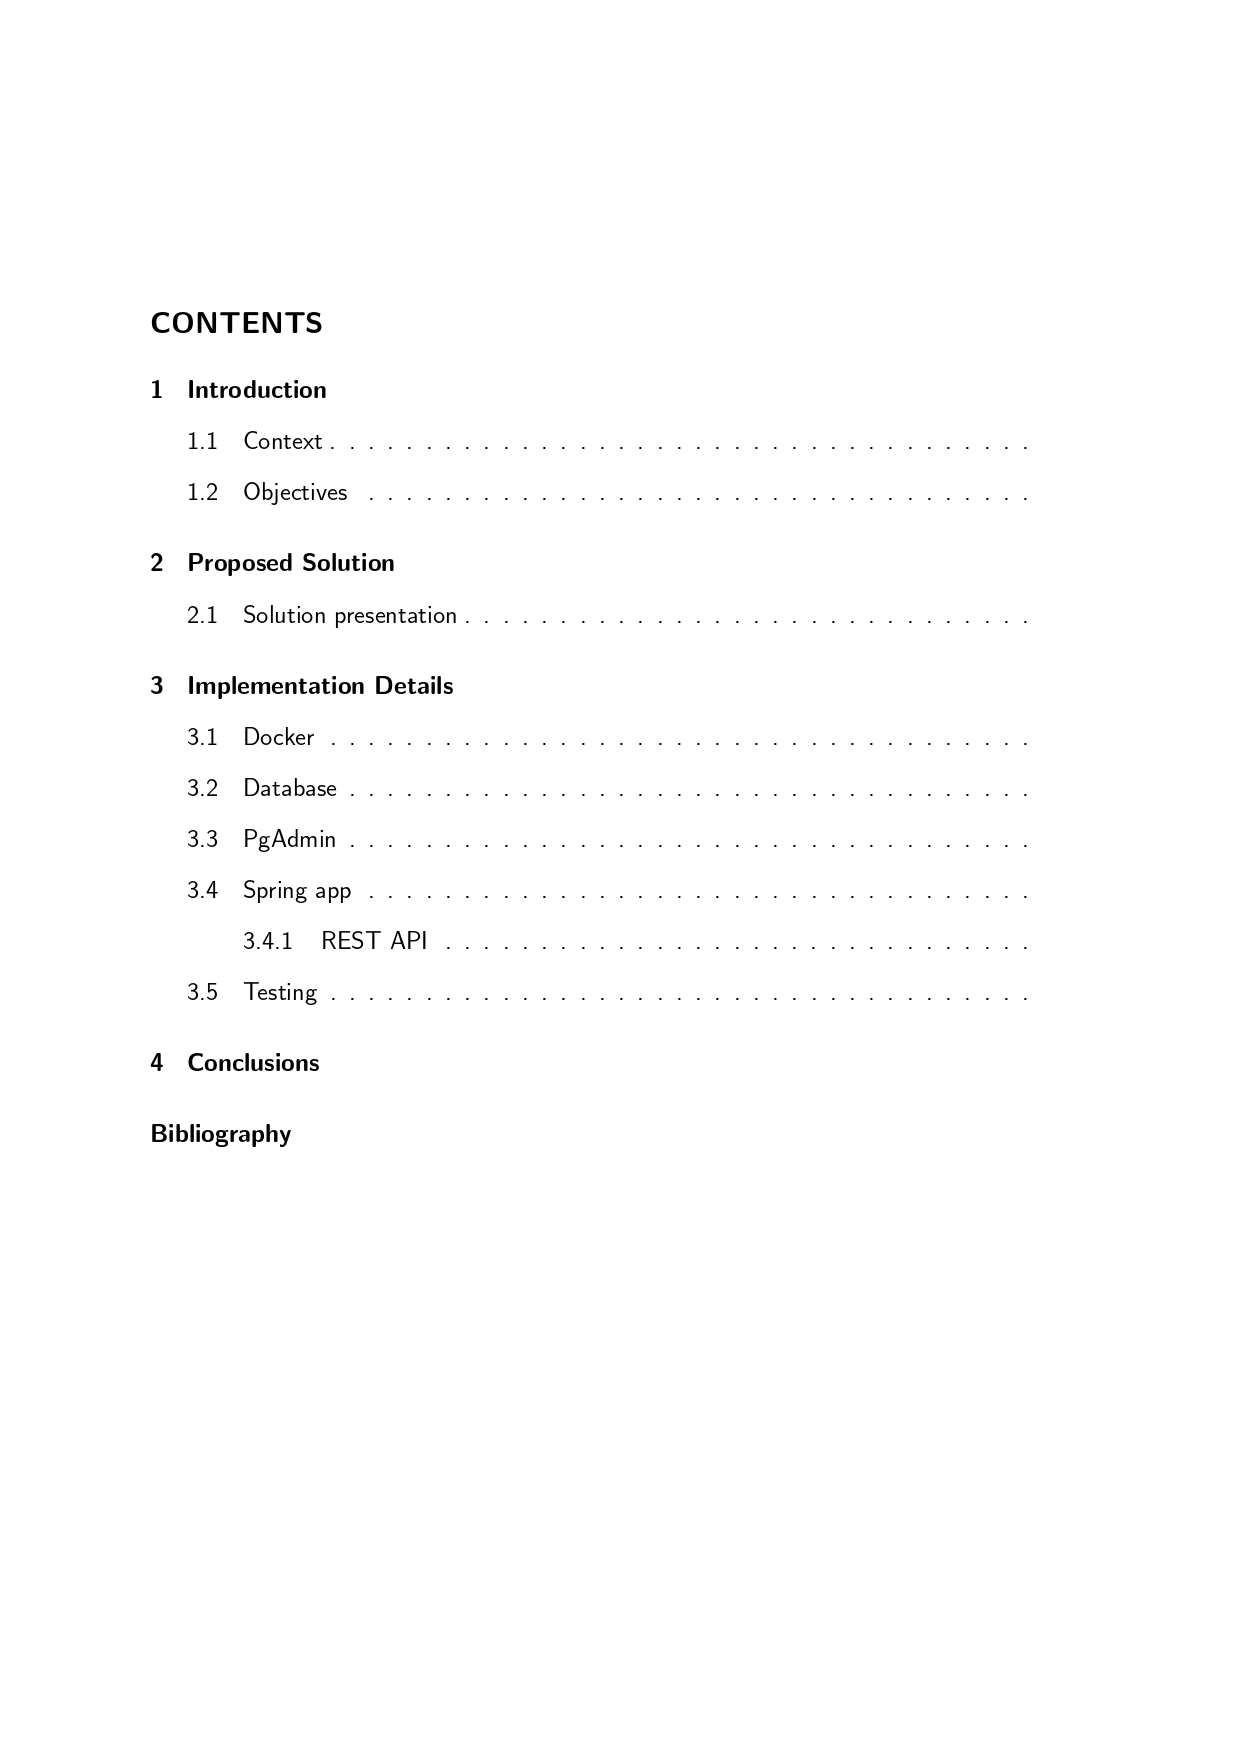 CONTENTS
1 Introduction
1.1 Context . . . . . . . . . . . . . . . . . . . . . . . . . . . . . . . . . . . . .
1.2 Objectives . . . . . . . . . . . . . . . . . . . . . . . . . . . . . . . . . . .
2 Proposed Solution
2.1 Solution presentation . . . . . . . . . . . . . . . . . . . . . . . . . . . . . .
3 Implementation Details
3.1 Docker . . . . . . . . . . . . . . . . . . . . . . . . . . . . . . . . . . . . .
3.2 Database . . . . . . . . . . . . . . . . . . . . . . . . . . . . . . . . . . . .
3.3 PgAdmin . . . . . . . . . . . . . . . . . . . . . . . . . . . . . . . . . . . .
3.4 Spring app . . . . . . . . . . . . . . . . . . . . . . . . . . . . . . . . . . .
3.4.1 REST API . . . . . . . . . . . . . . . . . . . . . . . . . . . . . . .
3.5 Testing . . . . . . . . . . . . . . . . . . . . . . . . . . . . . . . . . . . . .
4 Conclusions
Bibliography